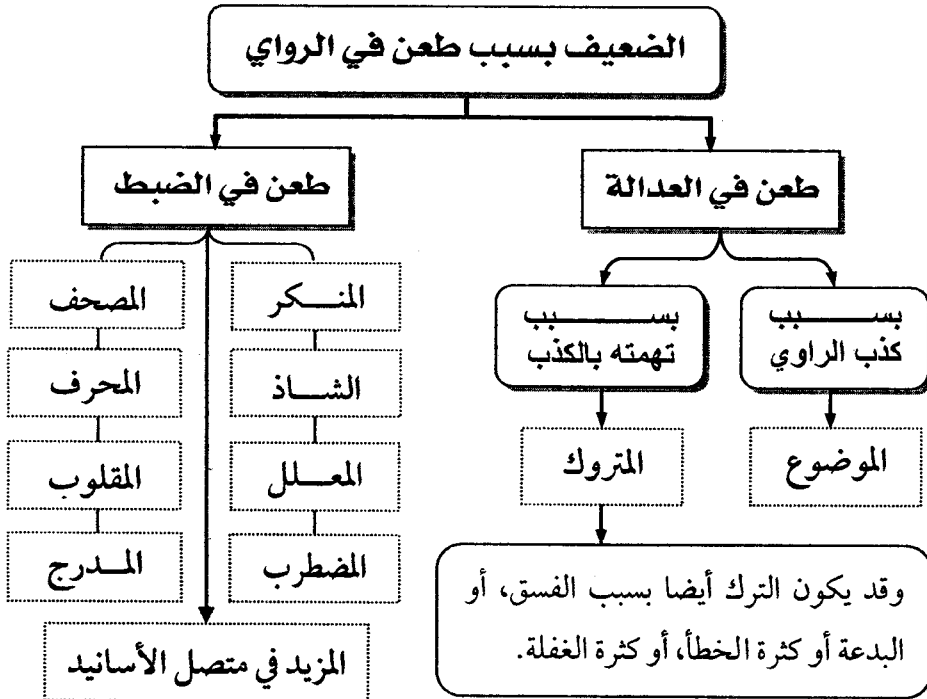 الضعيف بسبب طعن في الرواي
طعن في العدالة
بسبب
كذب الراوي
الموضوع
بسبب
تهمته بالكذب
المتروك
وقد يكون الترك أيضا بسبب الفسق، أو
البدعة أو كثرة الخطأ، أو كثرة الغفلة.
طعن في الضبط
المنكر
الشاذ
المعلل
المضطرب
المصحف
المحرف
المقلوب
المدرج
المزيد في متصل الأسانيد